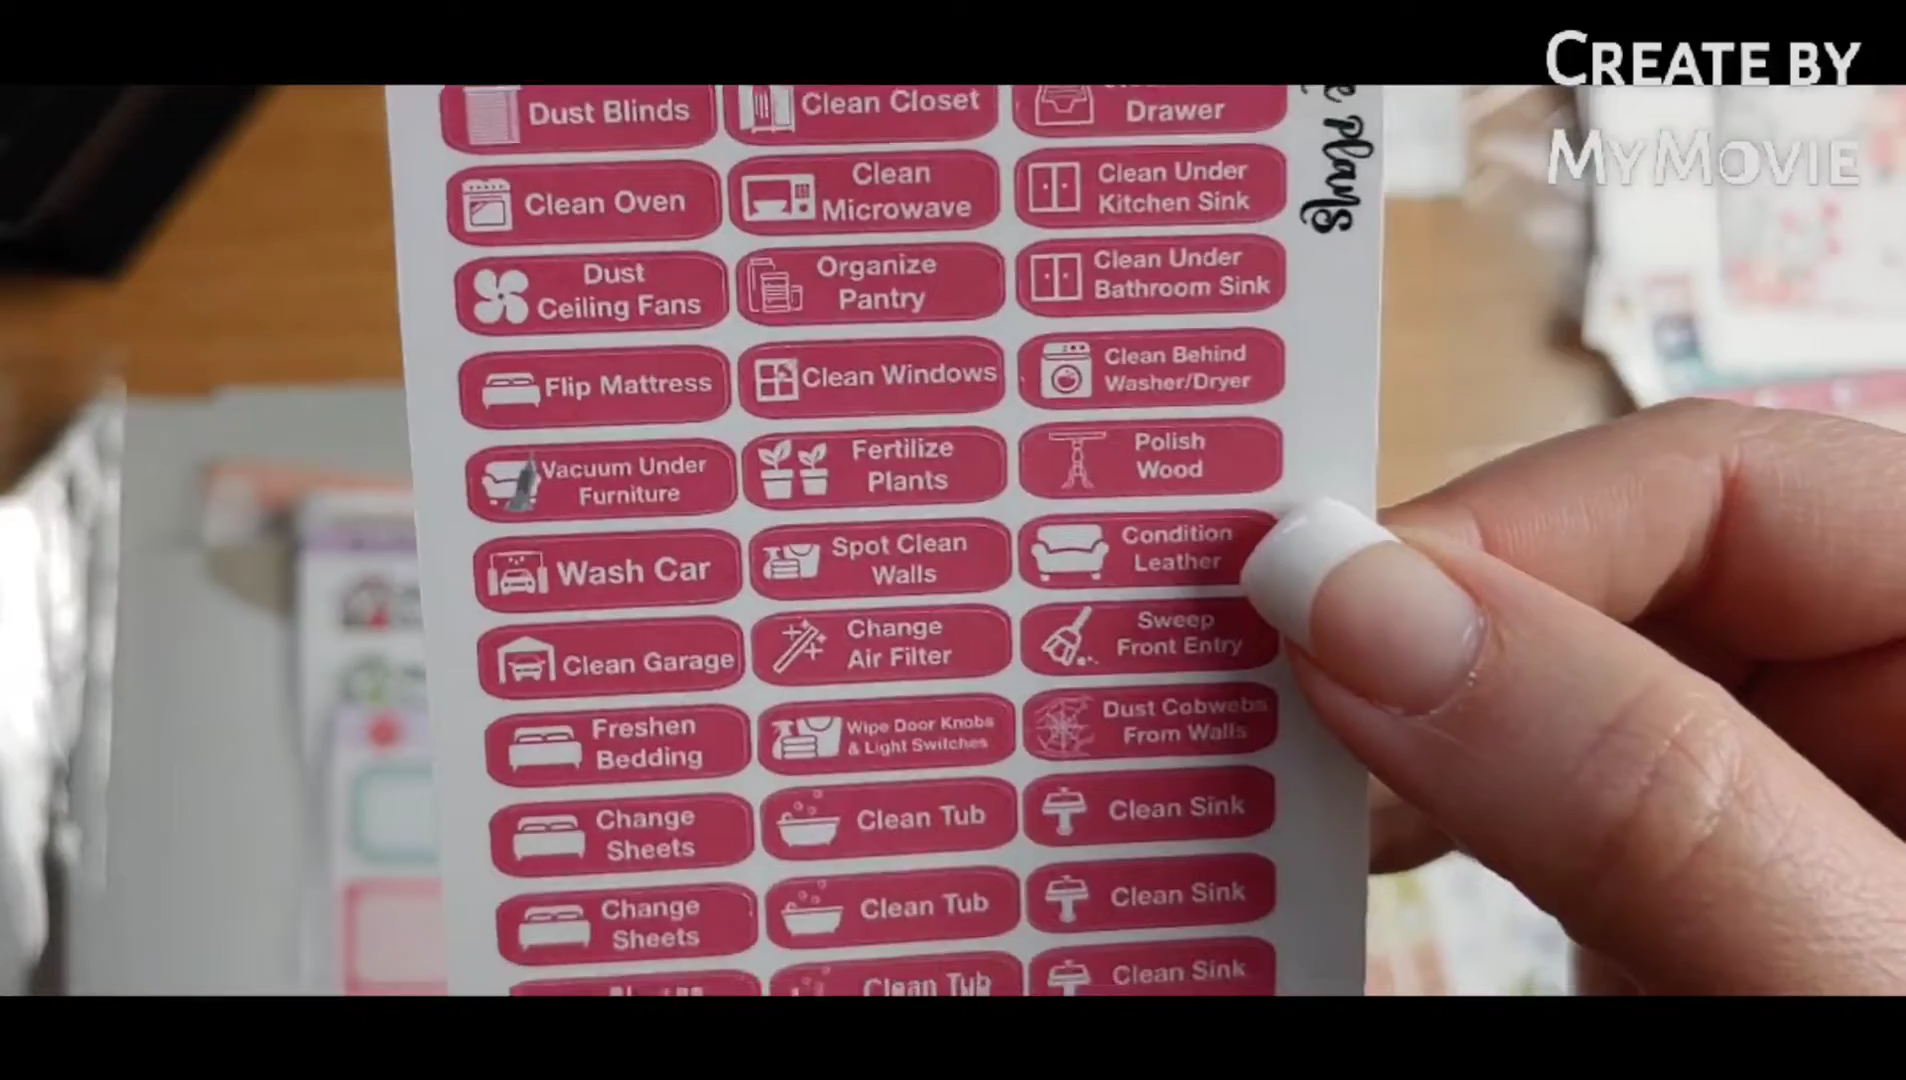 CREATE BY
MYMOVIE
Dust Blinds
Clean Closet
Drawer
Plans
Clean Oven
Clean
Microwave
Clean Under
Kitchen Sink
Dust
Ceiling Fans
Organize
Pantry
Clean Under
Bathroom Sink
Flip Mattress
Clean Windows
Clean Behind
Washer/Dryer
Vacuum Under
Furniture
Fertilize
Plants
Polish
Wood
Wash Car
Spot Clean
Walls
Condition
Leather
Clean Garage
Change
Air Filter
Sweep
Front Entry
Freshen
Bedding
Wipe Door Knobs
& Light Switches
Dust Cobwebs
From Walls
Change
Sheets
Clean Tub
Clean Sink
Change
Sheets
Clean Tub
Clean Sink
Clean Tub
Clean Sink